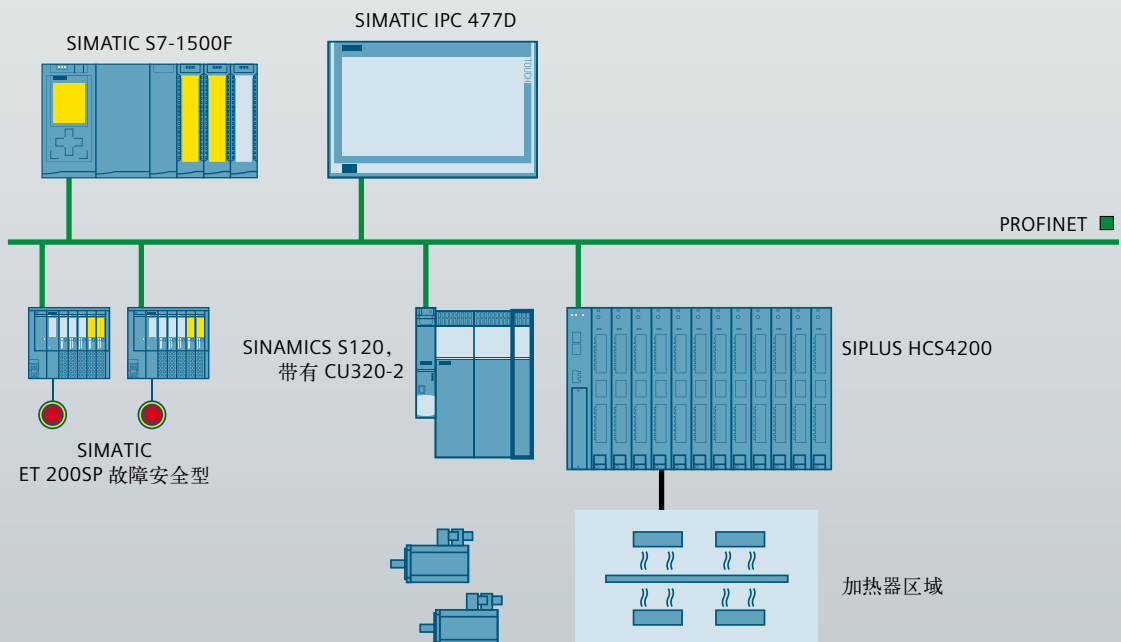 SIMATIC IPC 477D
SIMATIC S7-1500F
TOUCH
PROFINET
SINAMICS S120，
带有 CU320-2
SIPLUS HCS4200
SIMATIC
ET 200SP 故障安全型
加热器区域